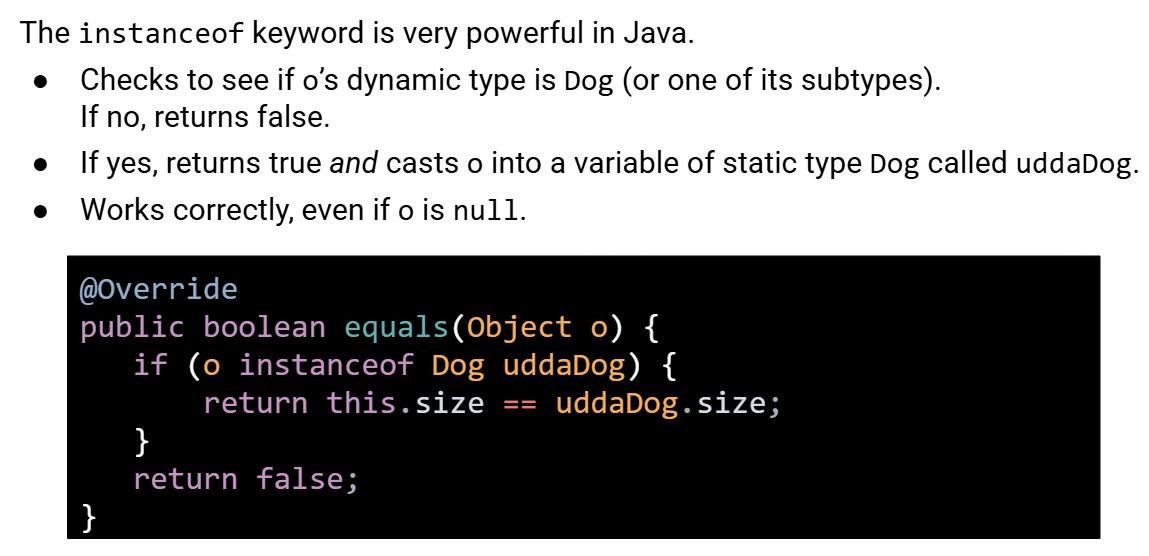 The instanceof keyword is very powerful in Java.
● Checks to see if o’s dynamic type is Dog (or one of its subtypes).
If no, returns false.
● If yes, returns true and casts o into a variable of static type Dog called uddaDog.
● Works correctly, even if o is null.
@Override
public boolean equals(Object o) {
   if (o instanceof Dog uddaDog) {
       return this.size == uddaDog.size;
   }
   return false;
}